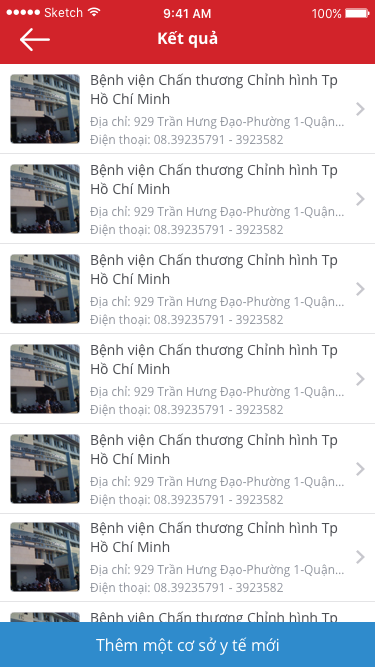 Sketch 9:41 AM 100%
Kết quả
Bệnh viện Chấn thương Chỉnh hình Tp
Hồ Chí Minh
Địa chỉ: 929 Trần Hưng Đạo-Phường 1-Quận...
Điện thoại: 08.39235791 - 3923582
Bệnh viện Chấn thương Chỉnh hình Tp
Hồ Chí Minh
Địa chỉ: 929 Trần Hưng Đạo-Phường 1-Quận...
Điện thoại: 08.39235791 - 3923582
Bệnh viện Chấn thương Chỉnh hình Tp
Hồ Chí Minh
Địa chỉ: 929 Trần Hưng Đạo-Phường 1-Quận...
Điện thoại: 08.39235791 - 3923582
Bệnh viện Chấn thương Chỉnh hình Tp
Hồ Chí Minh
Địa chỉ: 929 Trần Hưng Đạo-Phường 1-Quận...
Điện thoại: 08.39235791 - 3923582
Bệnh viện Chấn thương Chỉnh hình Tp
Hồ Chí Minh
Địa chỉ: 929 Trần Hưng Đạo-Phường 1-Quận...
Điện thoại: 08.39235791 - 3923582
Bệnh viện Chấn thương Chỉnh hình Tp
Hồ Chí Minh
Địa chỉ: 929 Trần Hưng Đạo-Phường 1-Quận...
Điện thoại: 08.39235791 - 3923582
Bệnh viện Chấn thương Chỉnh hình Tp
Thêm một cơ sở y tế mới